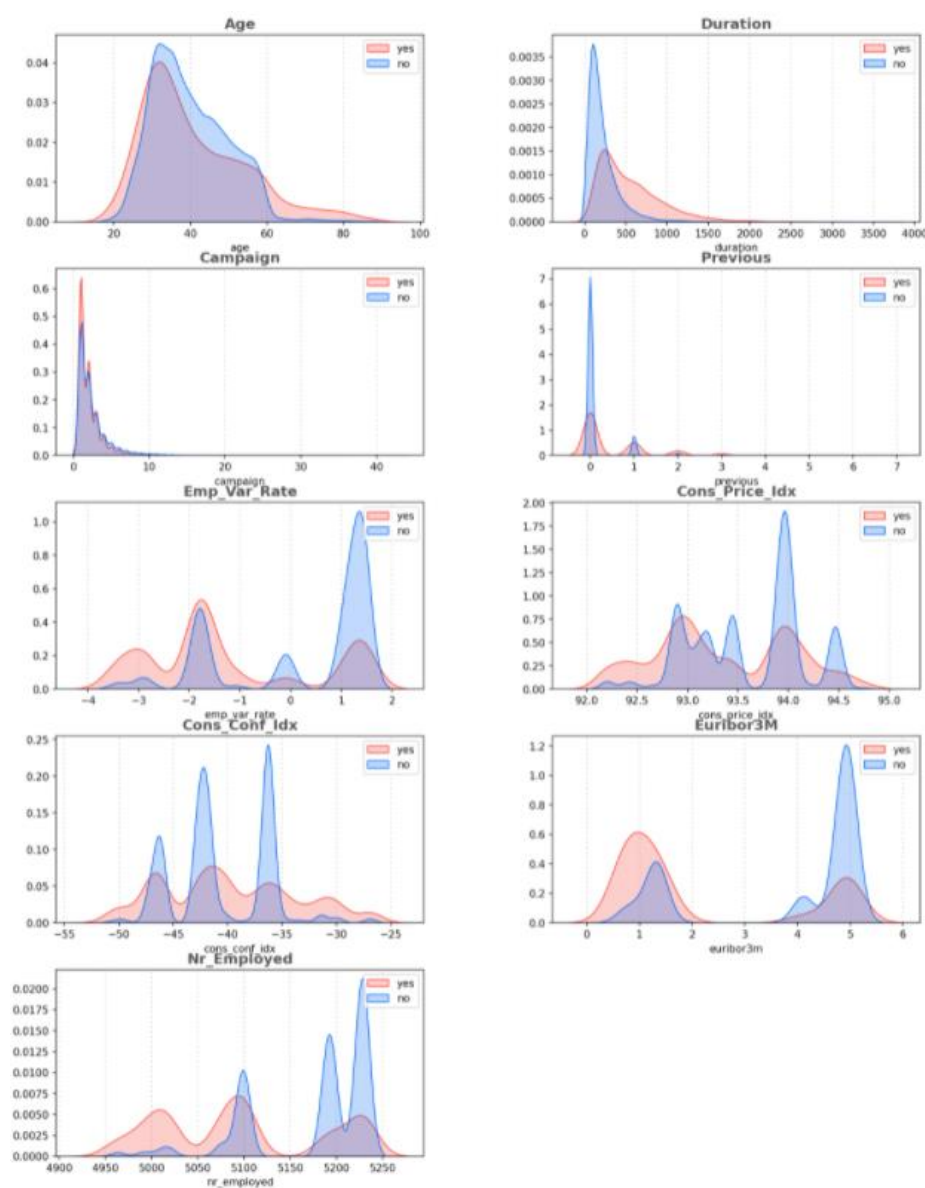 Age
yes
no
0.04
0.03
0.02
0.01
0.00
20 40 60 80 100
age
Duration
yes
no
0.0035
0.0030
0.0025
0.0020
0.0015
0.0010
0.0005
0.0000
0 500 1000 1500 2000 2500 3000 3500 4000
duration
Campaign
yes
no
0.6
0.5
0.4
0.3
0.2
0.1
0.0
0 10 20 30 40
campaign
Previous
yes
no
7
6
5
4
3
2
1
0
0 1 2 3 4 5 6 7
previous
Emp_Var_Rate
yes
no
1.0
0.8
0.6
0.4
0.2
0.0
−4 −3 −2 −1 0 1 2
emp_var_rate
Cons_Price_Idx
yes
no
2.00
1.75
1.50
1.25
1.00
0.75
0.50
0.25
0.00
92.0 92.5 93.0 93.5 94.0 94.5 95.0
cons_price_idx
Cons_Conf_Idx
yes
no
0.25
0.20
0.15
0.10
0.05
0.00
−55 −50 −45 −40 −35 −30 −25
cons_conf_idx
Euribor3M
yes
no
1.2
1.0
0.8
0.6
0.4
0.2
0.0
0 1 2 3 4 5 6
euribor3m
Nr_Employed
yes
no
0.0200
0.0175
0.0150
0.0125
0.0100
0.0075
0.0050
0.0025
0.0000
4900 4950 5000 5050 5100 5150 5200 5250
nr_employed